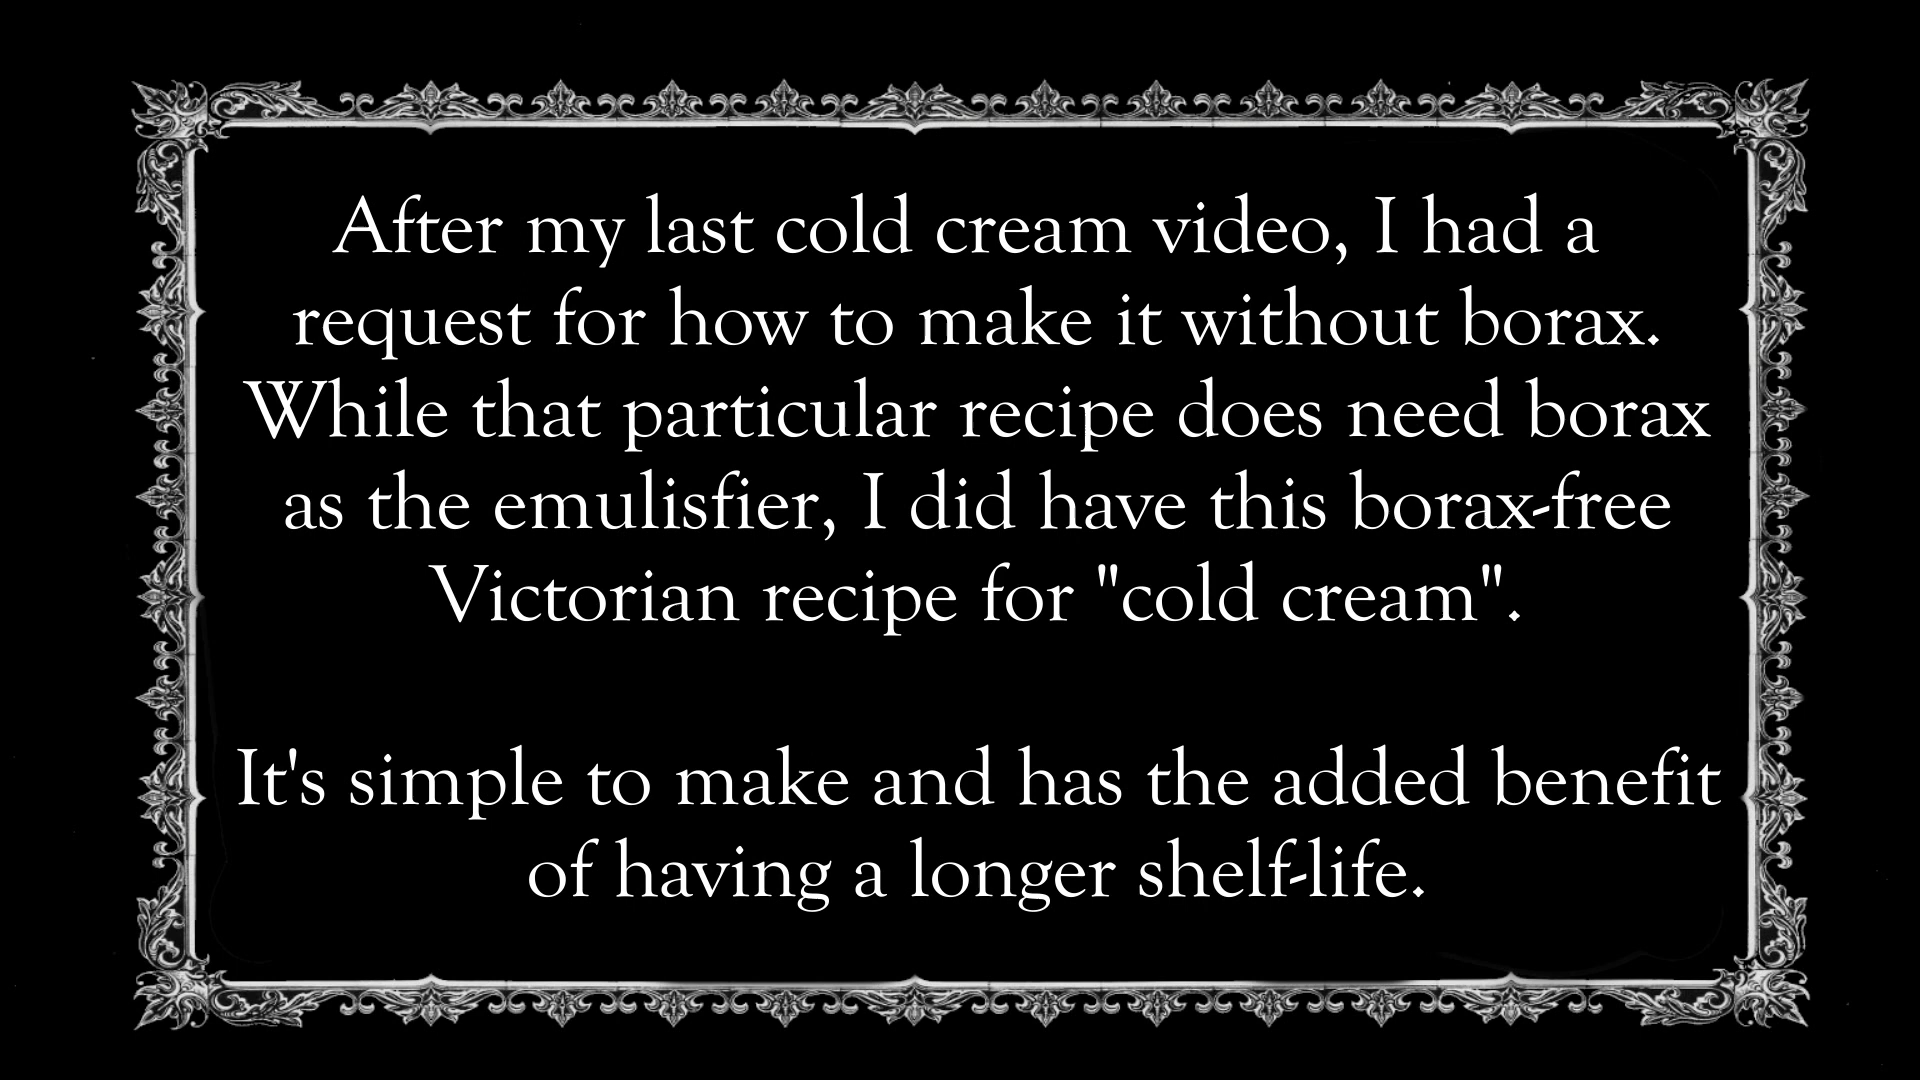 After my last cold cream video, I had a
request for how to make it without borax.
While that particular recipe does need borax
as the emulisfier, I did have this borax-free
Victorian recipe for "cold cream".
It's simple to make and has the added benefit
of having a longer shelf-life.